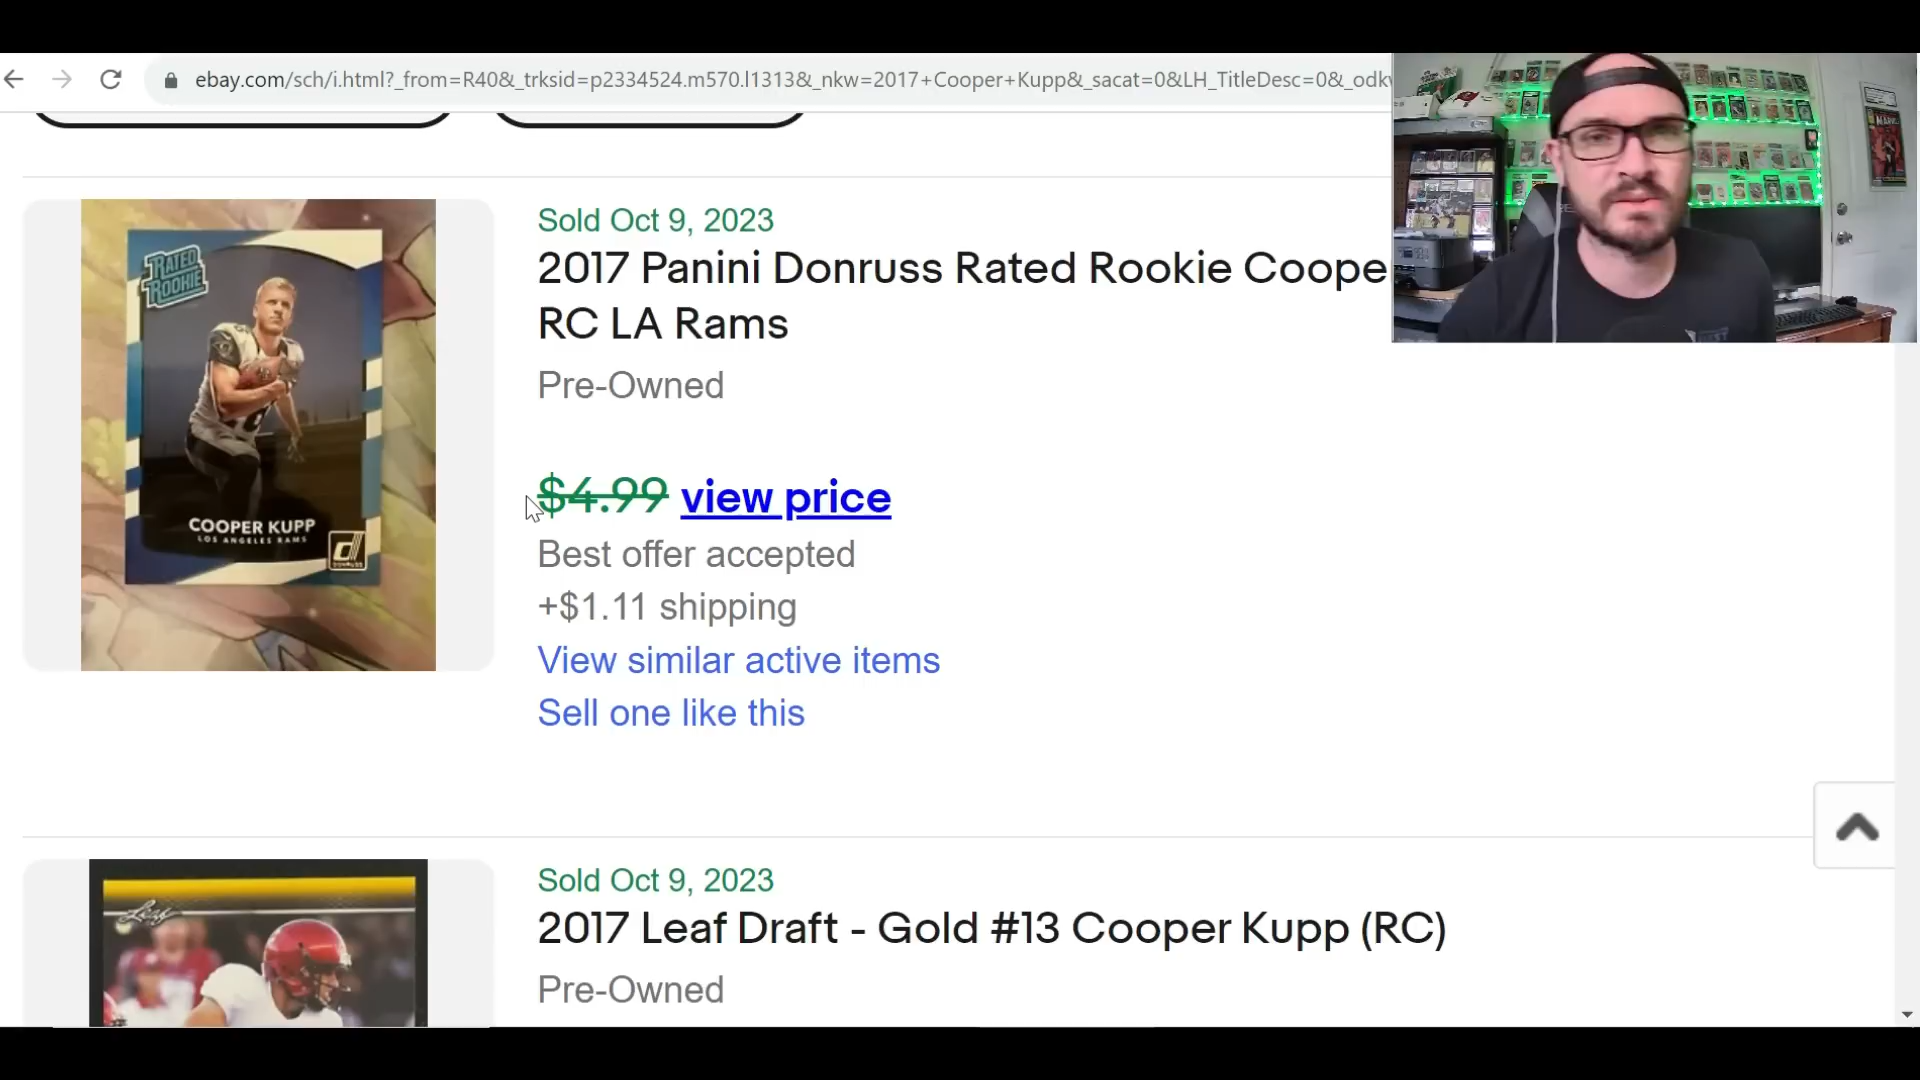 ebay.com/sch/i.html?_from=R40&_trksid=p2334524.m570.l1313&_nkw=2017+Cooper+Kupp&_sacat=0&LH_TitleDesc=0&_odkw
Sold Oct 9, 2023
2017 Panini Donruss Rated Rookie Coope
RC LA Rams
Pre-Owned
$4.99 view price
Best offer accepted
+$1.11 shipping
View similar active items
Sell one like this
RATED
ROOKIE
COOPER KUPP
LOS ANGELES RAMS
d
DONRUSS
Sold Oct 9, 2023
2017 Leaf Draft - Gold #13 Cooper Kupp (RC)
Pre-Owned
Leaf